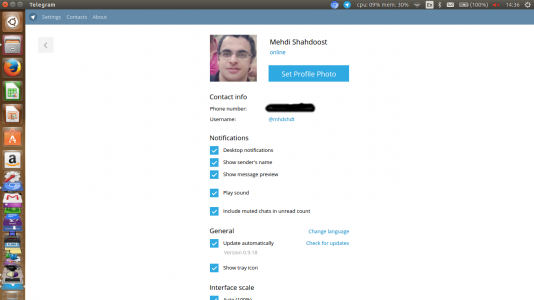 Telegram
cpu: 09% mem: 30%
En
(100%)
14:36
Settings Contacts About
Mehdi Shahdoost
online
Set Profile Photo
Contact info
Phone number:
Username: @mhdshdt
Notifications
Desktop notifications
Show sender's name
Show message preview
Play sound
Include muted chats in unread count
General Change language
Update automatically Check for updates
Version 0.9.18
Show tray icon
Interface scale
Auto (100%)